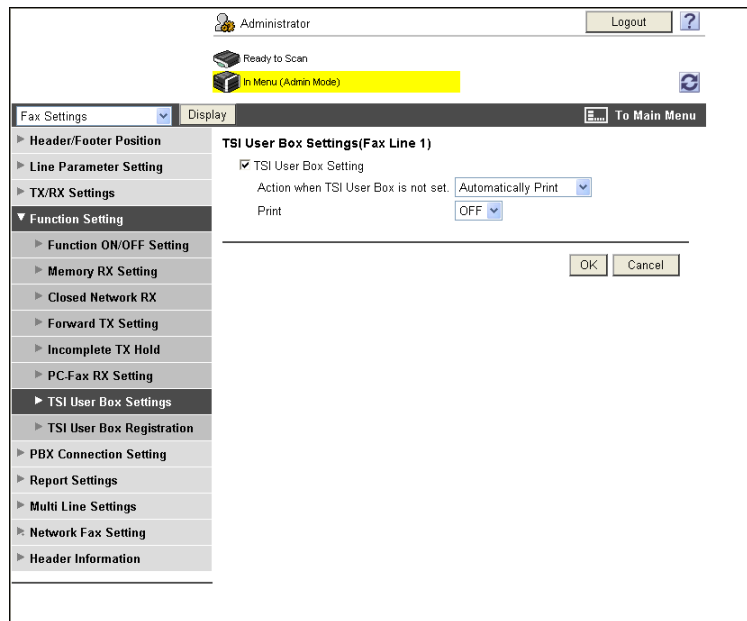 Administrator
Logout
?
Ready to Scan
In Menu (Admin Mode)
Fax Settings
Display
To Main Menu
Header/Footer Position
Line Parameter Setting
TX/RX Settings
Function Setting
Function ON/OFF Setting
Memory RX Setting
Closed Network RX
Forward TX Setting
Incomplete TX Hold
PC-Fax RX Setting
TSI User Box Settings
TSI User Box Registration
PBX Connection Setting
Report Settings
Multi Line Settings
Network Fax Setting
Header Information
TSI User Box Settings(Fax Line 1)
TSI User Box Setting
Action when TSI User Box is not set. Automatically Print
Print OFF
OK Cancel